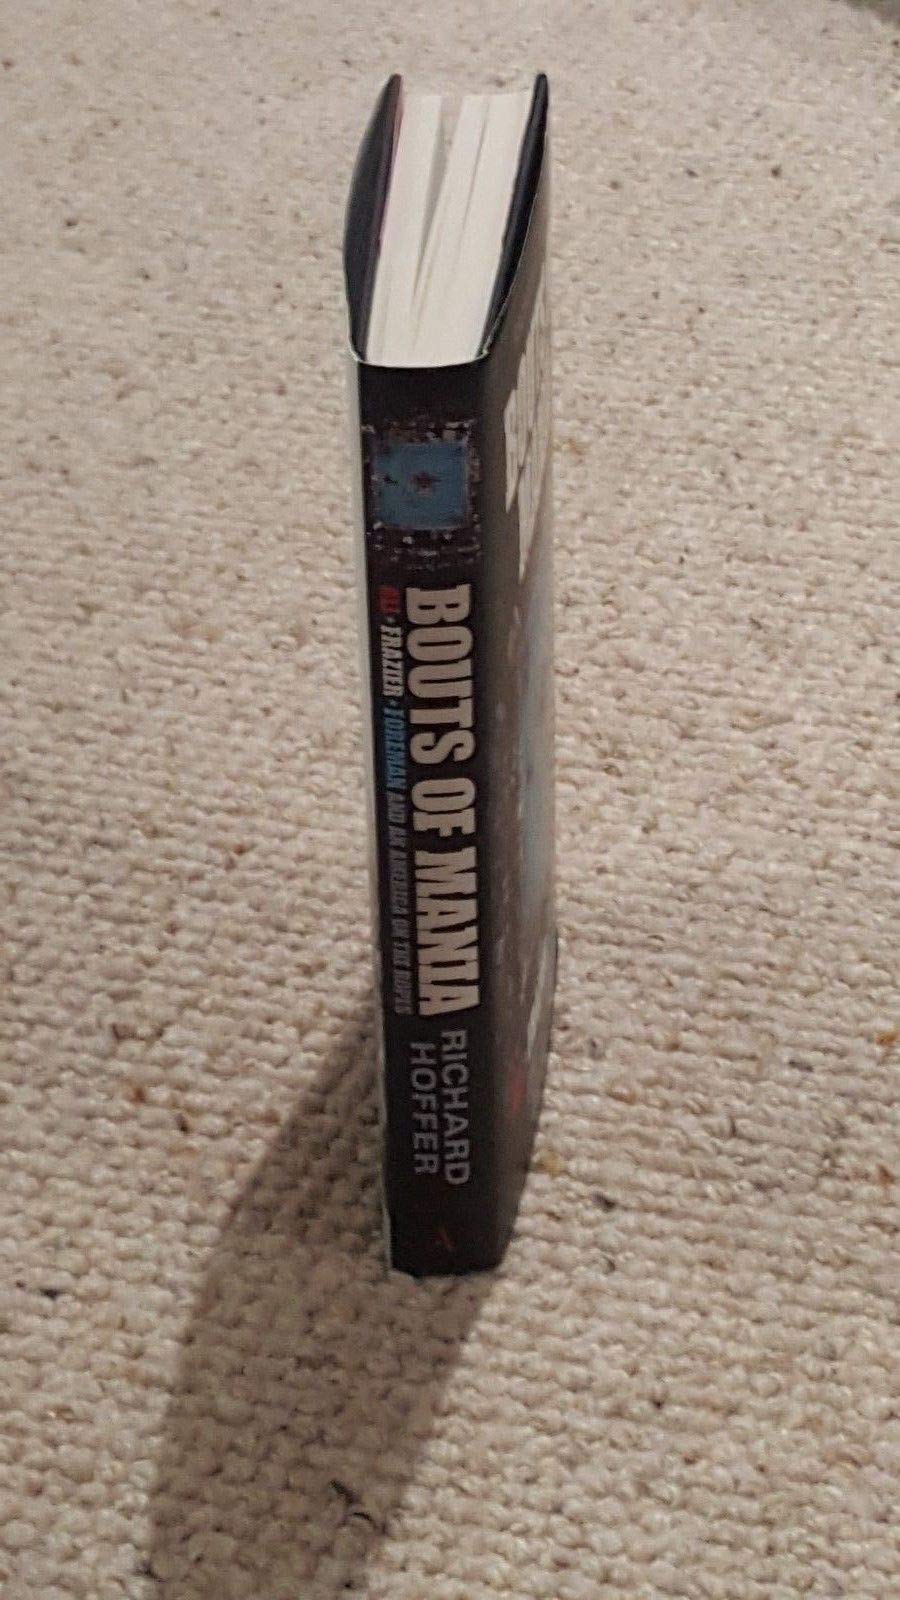 BOUTS OF MANIA
ALI • FRAZIER • FOREMAN AND AN AMERICA ON THE ROPES
RICHARD
HOFFER